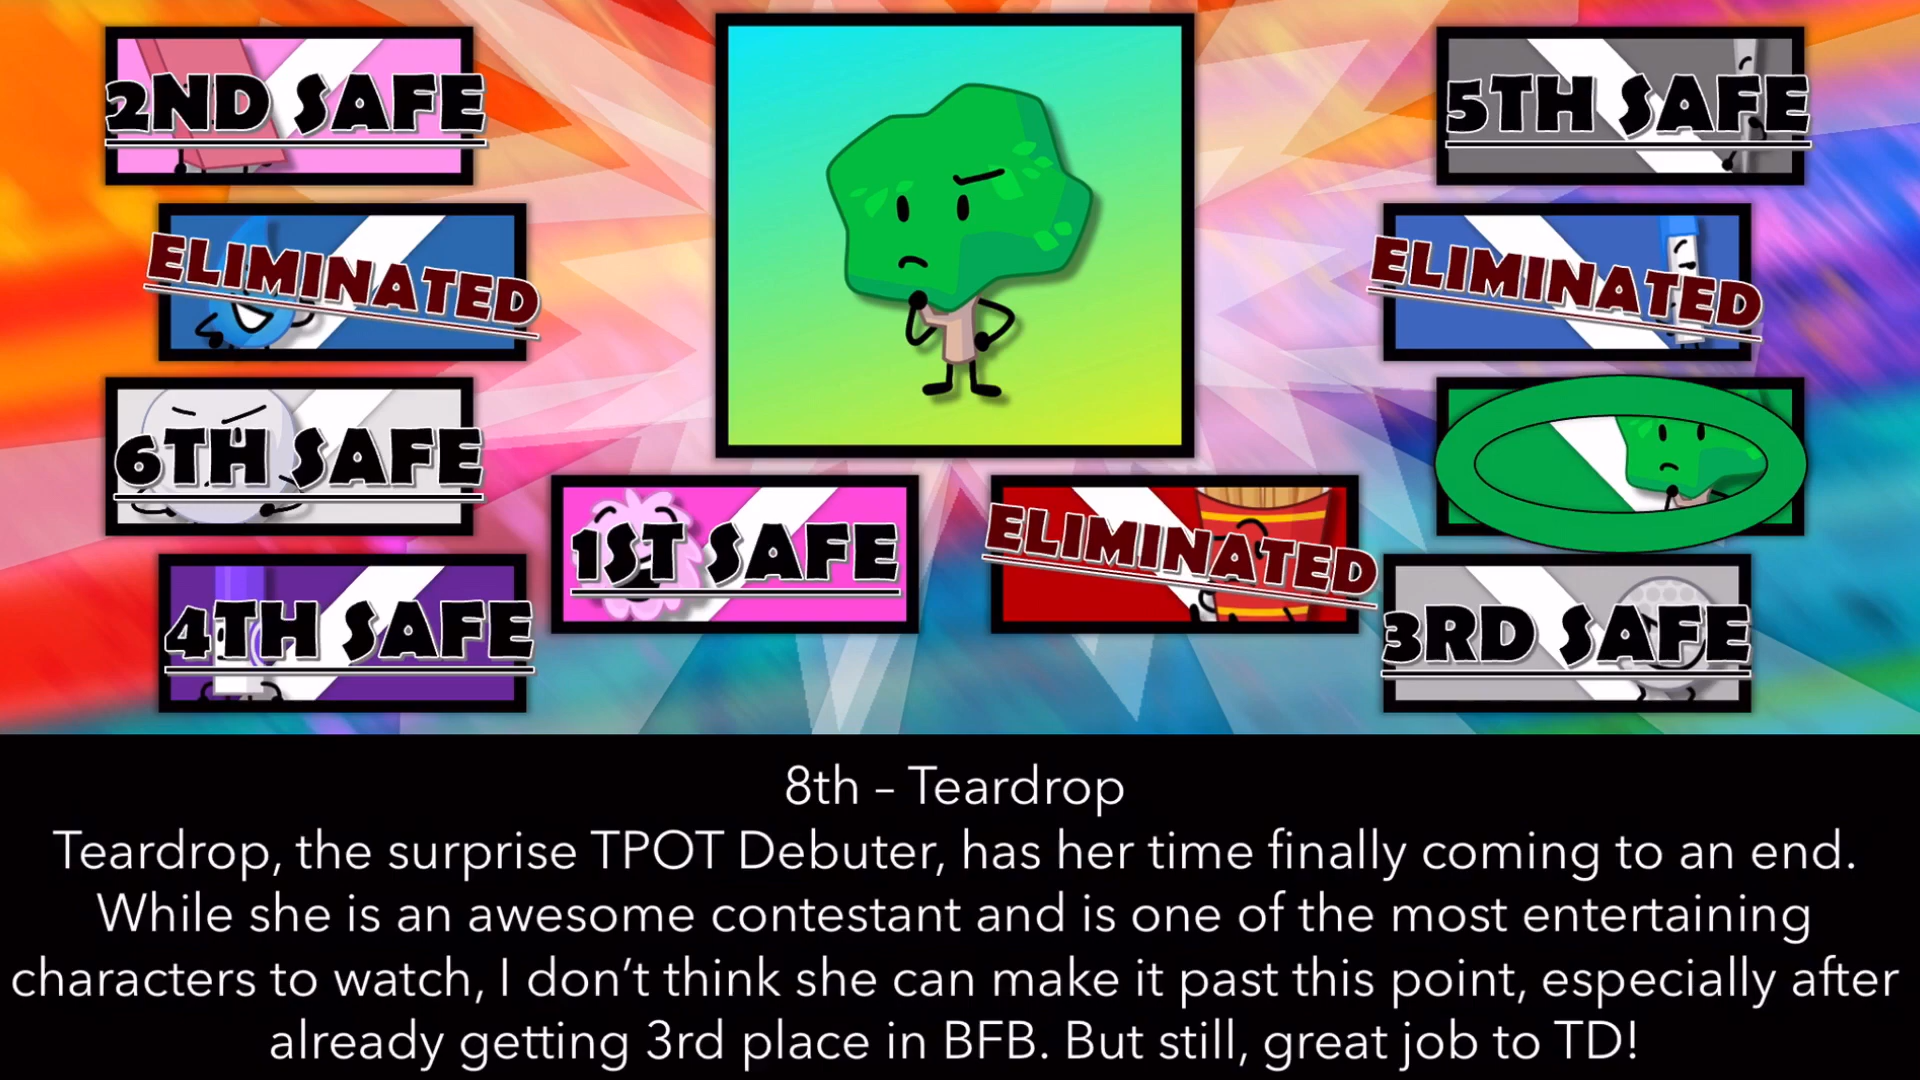 2ND SAFE
5TH SAFE
ELIMINATED
ELIMINATED
6TH SAFE
1ST SAFE
ELIMINATED
4TH SAFE
3RD SAFE
8th – Teardrop
Teardrop, the surprise TPOT Debuter, has her time finally coming to an end.
While she is an awesome contestant and is one of the most entertaining
characters to watch, I don’t think she can make it past this point, especially after
already getting 3rd place in BFB. But still, great job to TD!